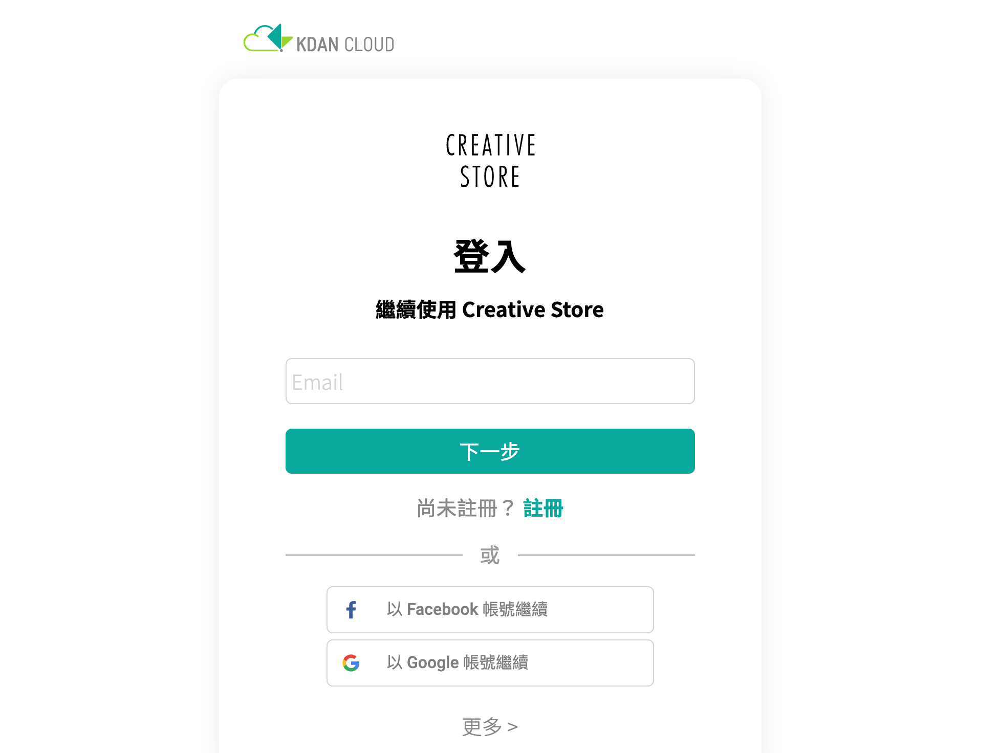 KDAN CLOUD
CREATIVE
STORE
登入
繼續使用 Creative Store
Email
下一步
尚未註冊？ 註冊
或
以 Facebook 帳號繼續
以 Google 帳號繼續
更多 >